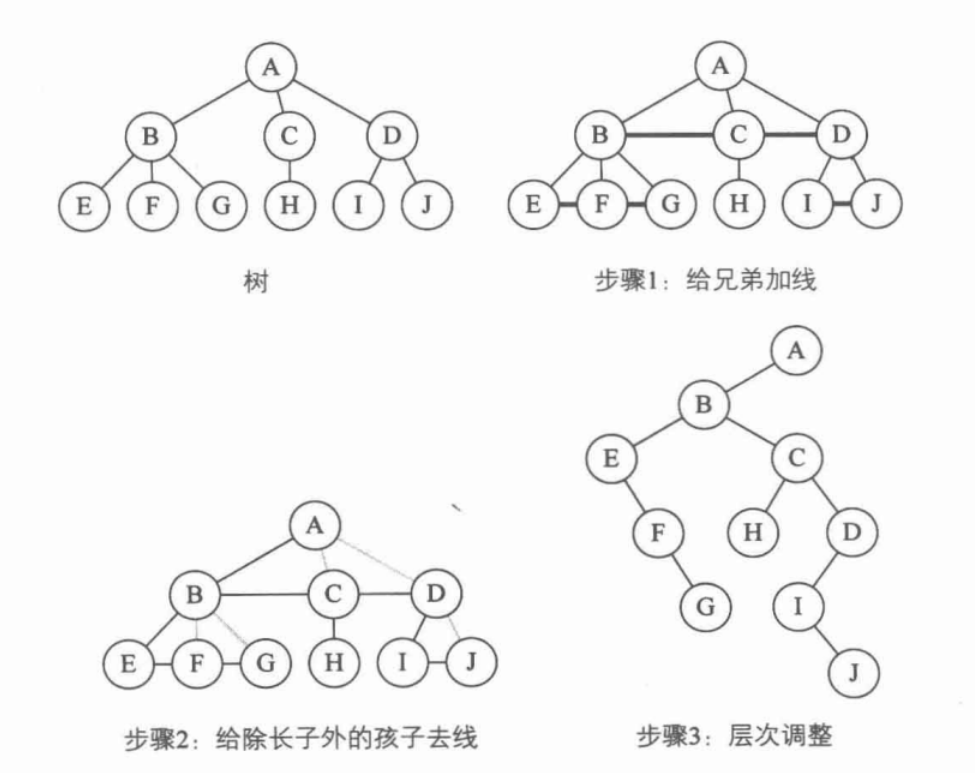 A
B C D
E F G H I J
树
A
B C D
E F G H I J
步骤1：给兄弟加线
A
B C D
E F G H I J
步骤2：给除长子外的孩子去线
A
B
E C
F H D
G I
J
步骤3：层次调整